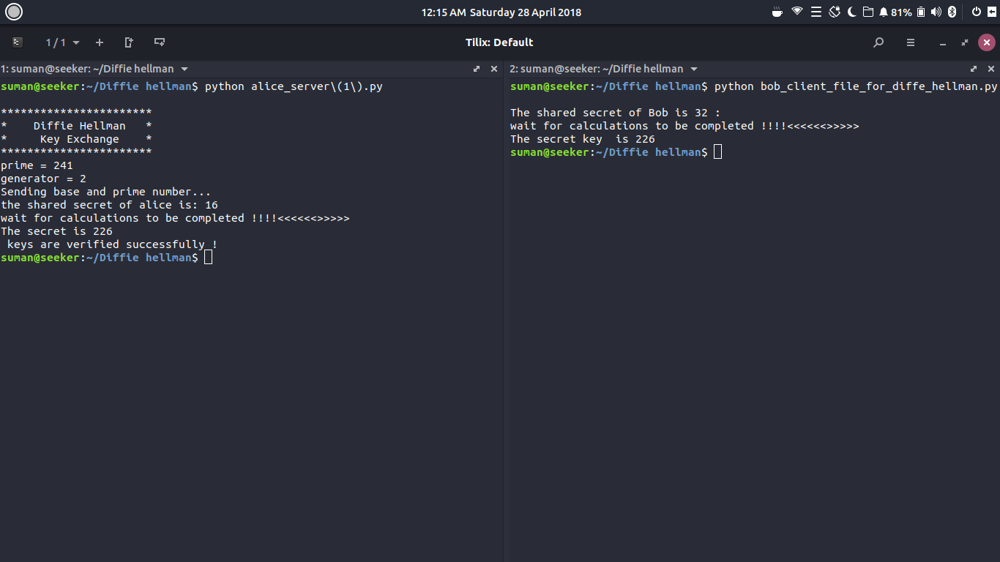 12:15 AM Saturday 28 April 2018
81%
1 / 1
Tilix: Default
1: suman@seeker: ~/Diffie hellman
suman@seeker:~/Diffie hellman$ python alice_server\(1\).py
***********************
*    Diffie Hellman   *
*     Key Exchange    *
***********************
prime = 241
generator = 2
Sending base and prime number...
the shared secret of alice is: 16
wait for calculations to be completed !!!!<<<<<<>>>>>
The secret is 226
 keys are verified successfully !
suman@seeker:~/Diffie hellman$
2: suman@seeker: ~/Diffie hellman
suman@seeker:~/Diffie hellman$ python bob_client_file_for_diffe_hellman.py
The shared secret of Bob is 32 :
wait for calculations to be completed !!!!<<<<<<>>>>>
The secret key  is 226
suman@seeker:~/Diffie hellman$